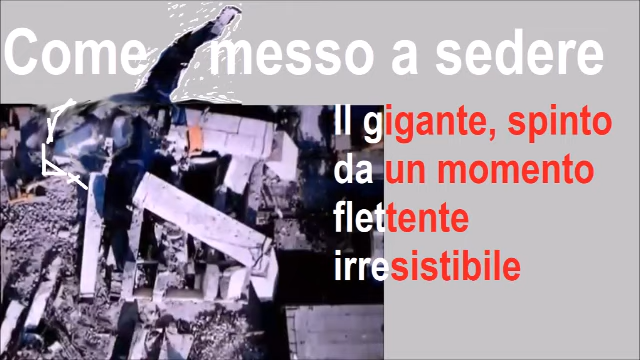 Come messo a sedere
Il gigante, spinto
da un momento
flettente
irresistibile